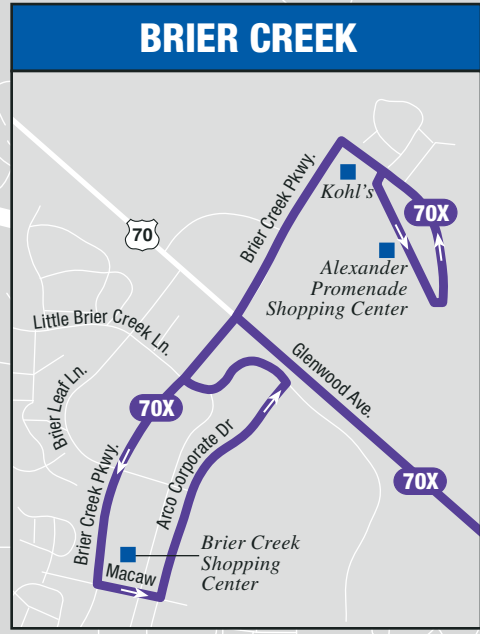 BRIER CREEK
Brier Creek Pkwy.
Kohl's
70X
70
Alexander
Promenade
Shopping Center
Little Brier Creek Ln.
Glenwood Ave.
Brier Leaf Ln.
70X
Arco Corporate Dr
70X
Brier Creek Pkwy.
Brier Creek
Shopping
Center
Macaw